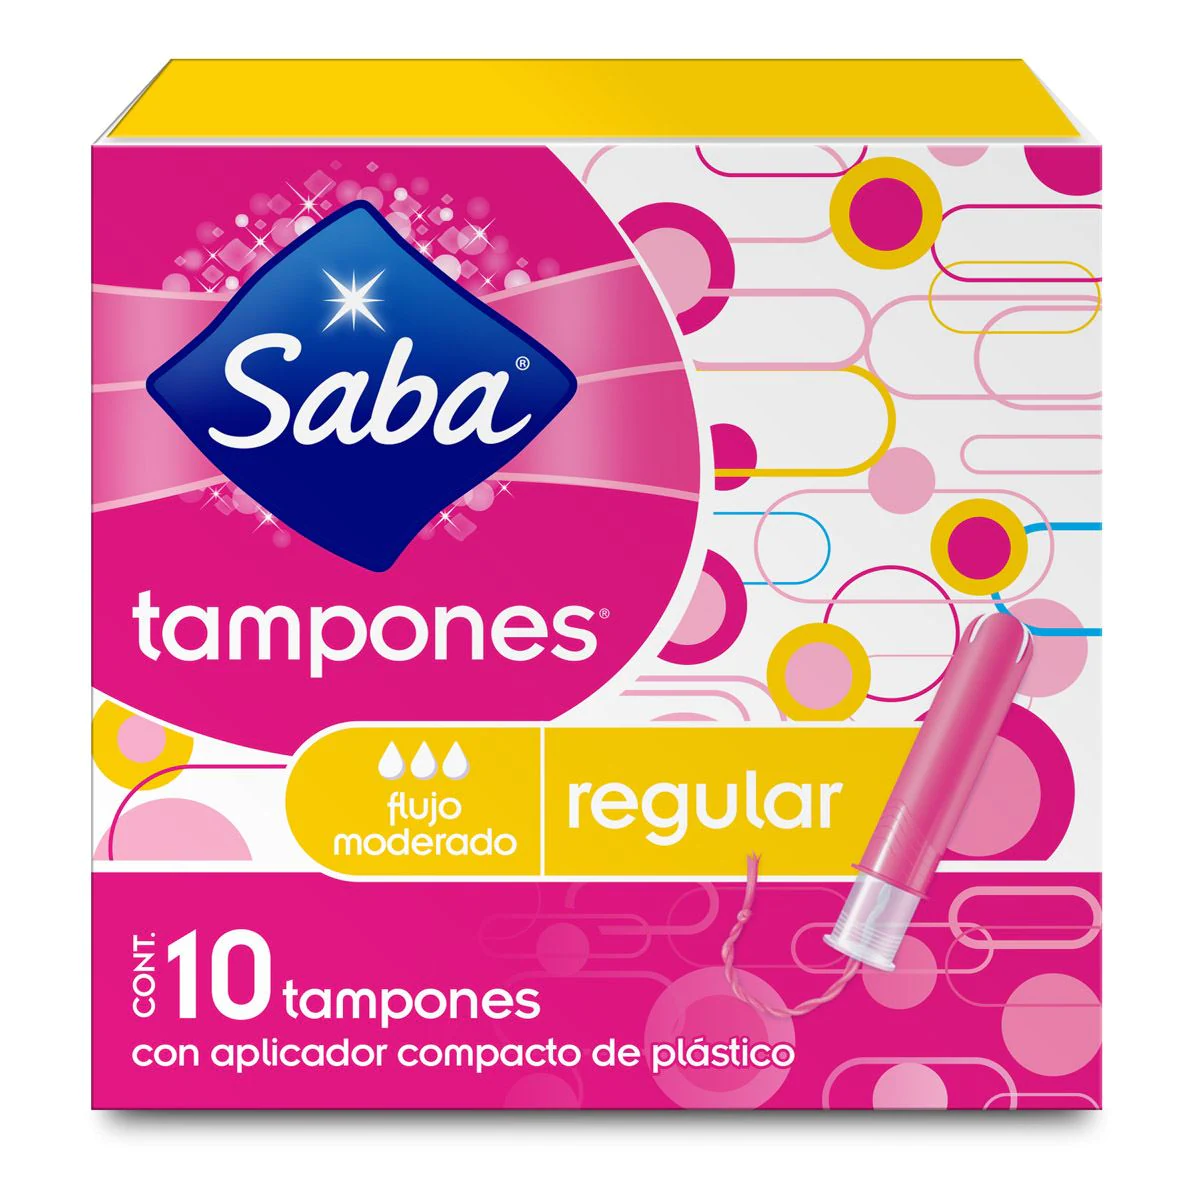 Saba®
tampones®
flujo
moderado
regular
CONT. 10 tampones
con aplicador compacto de plástico